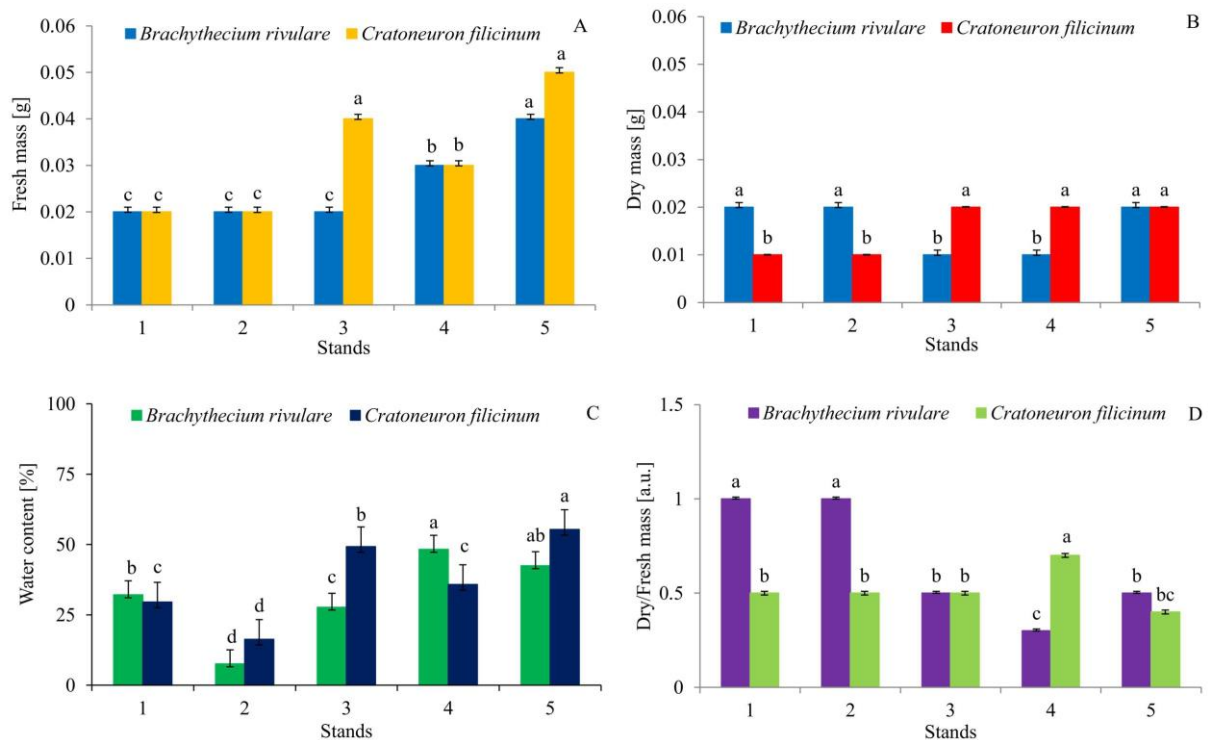 Brachythecium rivulare Cratoneuron filicinum A
Fresh mass [g]
0.06
0.05
0.04
0.03
0.02
0.01
0
c c c c c a b b a a
1 2 3 4 5
Stands
Brachythecium rivulare Cratoneuron filicinum B
Dry mass [g]
0.06
0.05
0.04
0.03
0.02
0.01
0
a b a b b a b a a a
1 2 3 4 5
Stands
Brachythecium rivulare Cratoneuron filicinum C
Water content [%]
100
75
50
25
0
b c d d c b a c ab a
1 2 3 4 5
Stands
Brachythecium rivulare Cratoneuron filicinum D
Dry/Fresh mass [a.u.]
1.5
1
0.5
0
a b a b b b c a b bc
1 2 3 4 5
Stands